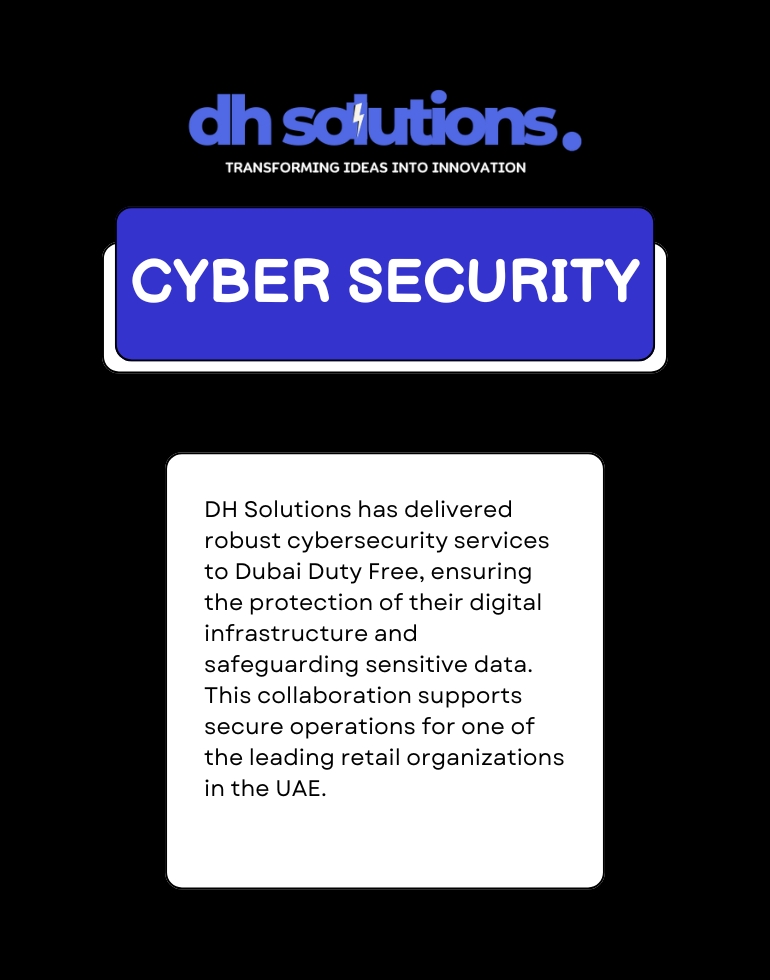 dh solutions.
TRANSFORMING IDEAS INTO INNOVATION
CYBER SECURITY
DH Solutions has delivered
robust cybersecurity services
to Dubai Duty Free, ensuring
the protection of their digital
infrastructure and
safeguarding sensitive data.
This collaboration supports
secure operations for one of
the leading retail organizations
in the UAE.